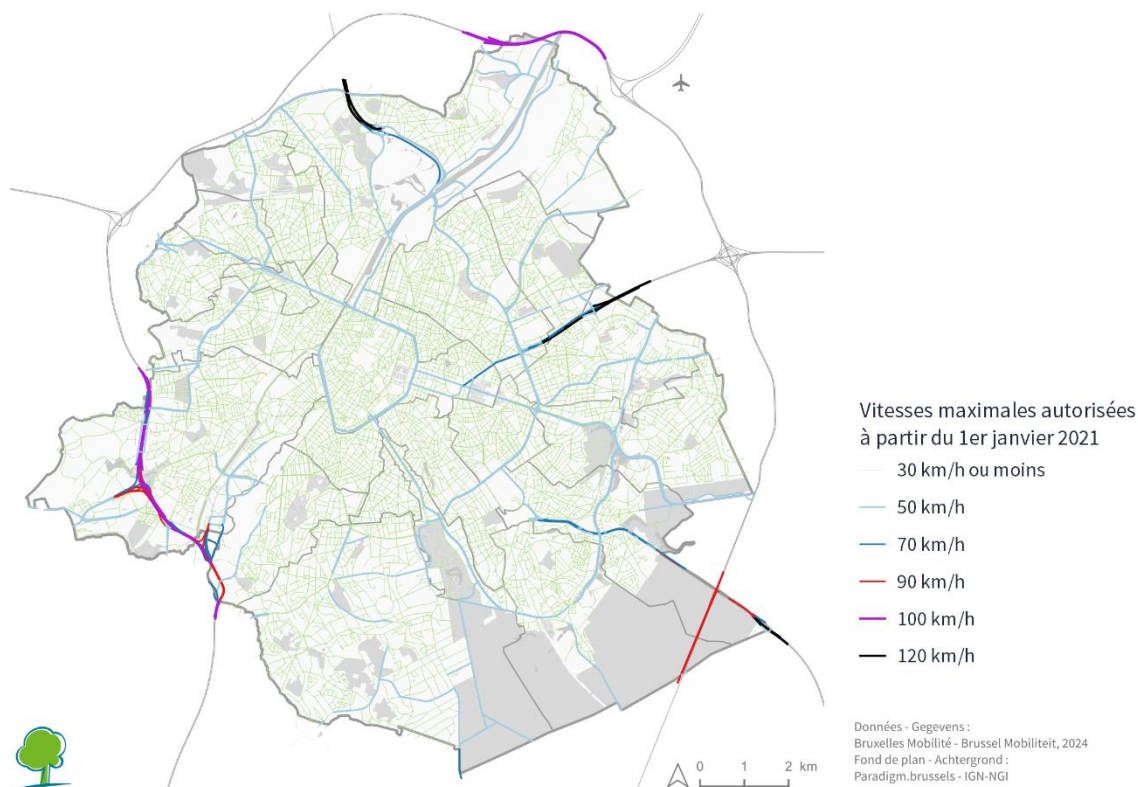 Vitesses maximales autorisées
à partir du 1er janvier 2021
30 km/h ou moins
50 km/h
70 km/h
90 km/h
100 km/h
120 km/h
Données - Gegevens :
Bruxelles Mobilité - Brussel Mobiliteit, 2024
Fond de plan - Achtergrond :
Paradigm.brussels - IGN-NGI
0 1 2 km